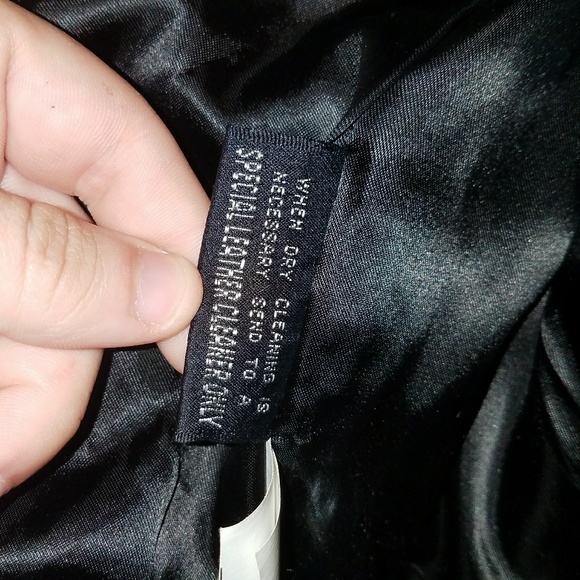 WHEN DRY CLEANING IS
NECESSARY SEND TO A
SPECIAL LEATHER CLEANER ONLY